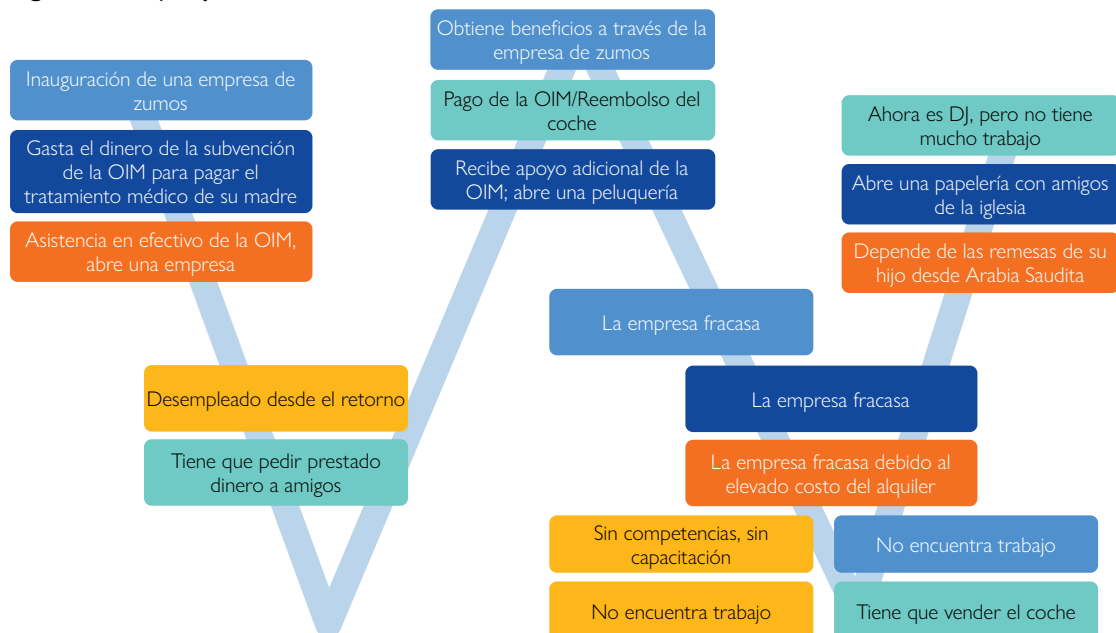 Inauguración de una empresa de
zumos
Gasta el dinero de la subvención
de la OIM para pagar el
tratamiento médico de su madre
Asistencia en efectivo de la OIM,
abre una empresa
Desempleado desde el retorno
Tiene que pedir prestado
dinero a amigos
Obtiene beneficios a través de la
empresa de zumos
Pago de la OIM/Reembolso del
coche
Recibe apoyo adicional de la
OIM; abre una peluquería
La empresa fracasa
La empresa fracasa
La empresa fracasa debido al
elevado costo del alquiler
Sin competencias, sin
capacitación
No encuentra trabajo
No encuentra trabajo
Tiene que vender el coche
Ahora es DJ, pero no tiene
mucho trabajo
Abre una papelería con amigos
de la iglesia
Depende de las remesas de su
hijo desde Arabia Saudita